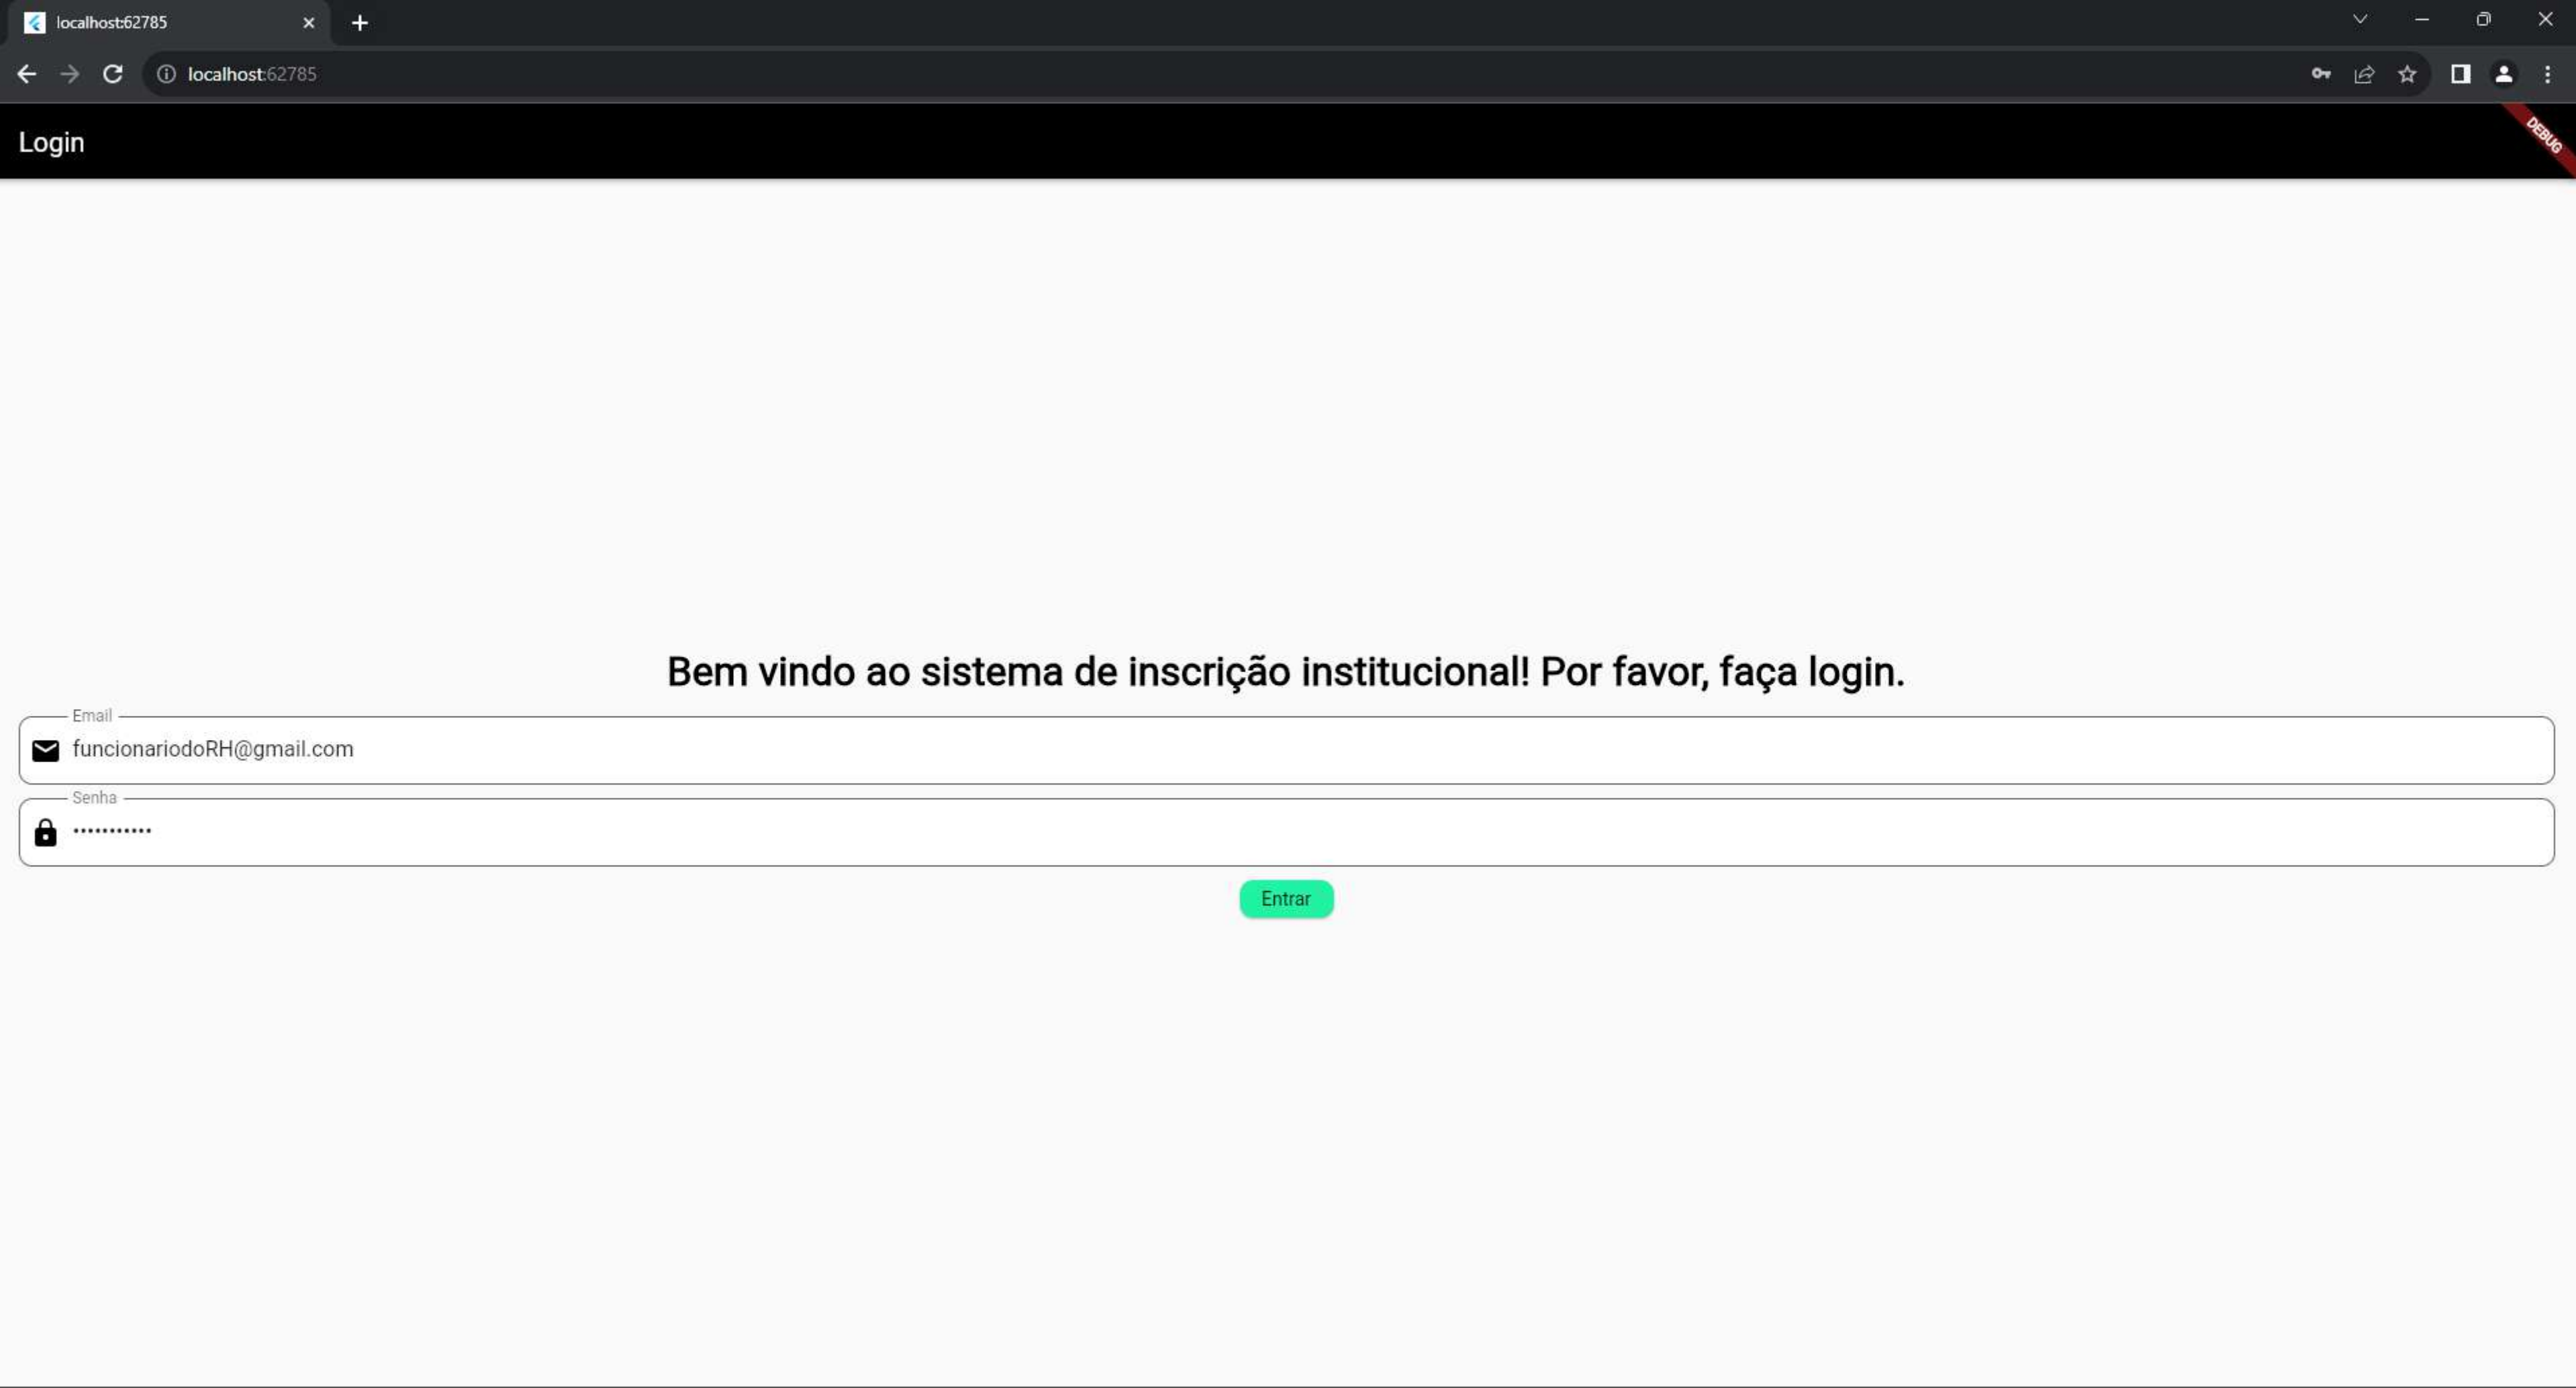 localhost:62785
localhost:62785
Login
DEBUG
Bem vindo ao sistema de inscrição institucional! Por favor, faça login.
Email
funcionariodoRH@gmail.com
Senha
•••••••••••
Entrar